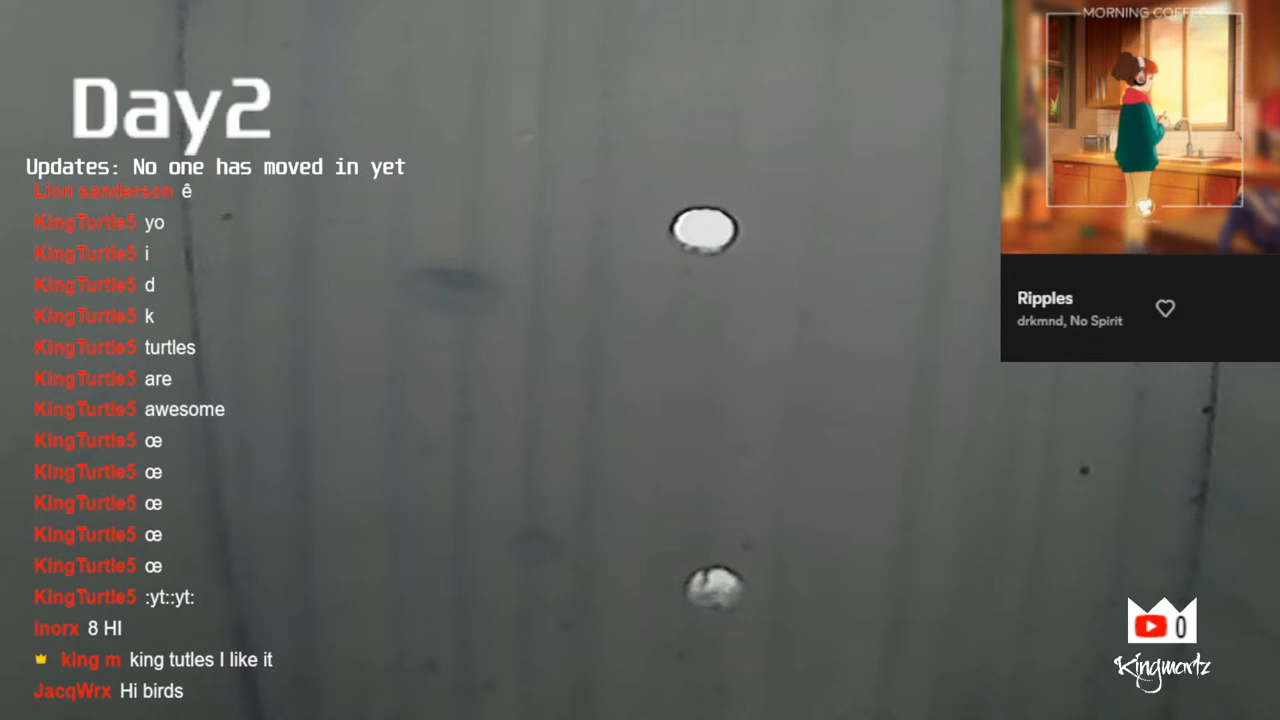 MORNING COFFEE
Day2
Updates: No one has moved in yet
Lion sanderson ê
KingTurtle5 yo
KingTurtle5 i
KingTurtle5 d
KingTurtle5 k
KingTurtle5 turtles
KingTurtle5 are
KingTurtle5 awesome
KingTurtle5 œ
KingTurtle5 œ
KingTurtle5 œ
KingTurtle5 œ
KingTurtle5 œ
KingTurtle5 :yt::yt:
inorx 8 HI
king m king tutles I like it
JacqWrx Hi birds
Ripples
drkmnd, No Spirit
0
Kingmartz